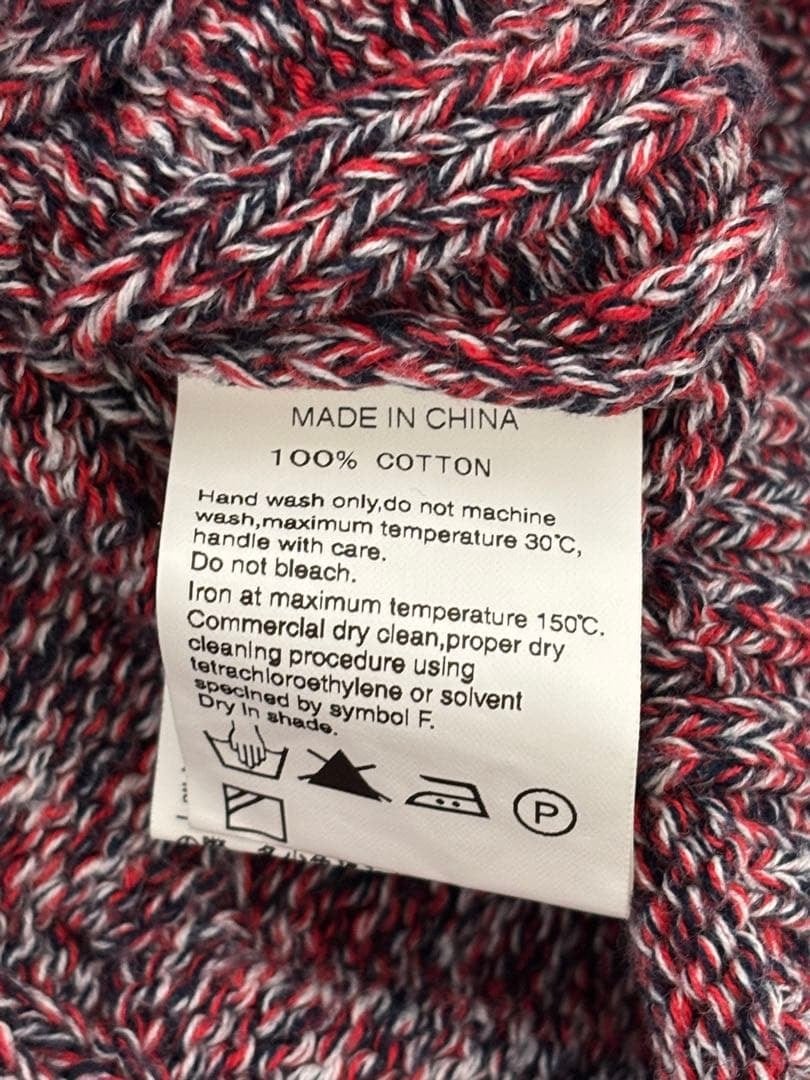 MADE IN CHINA
100% COTTON
Hand wash only,do not machine
wash,maximum temperature 30℃,
handle with care.
Do not bleach.
Iron at maximum temperature 150℃.
Commercial dry clean,proper dry
cleaning procedure using
tetrachloroethylene or solvent
specined by symbol F.
Dry in shade.
P